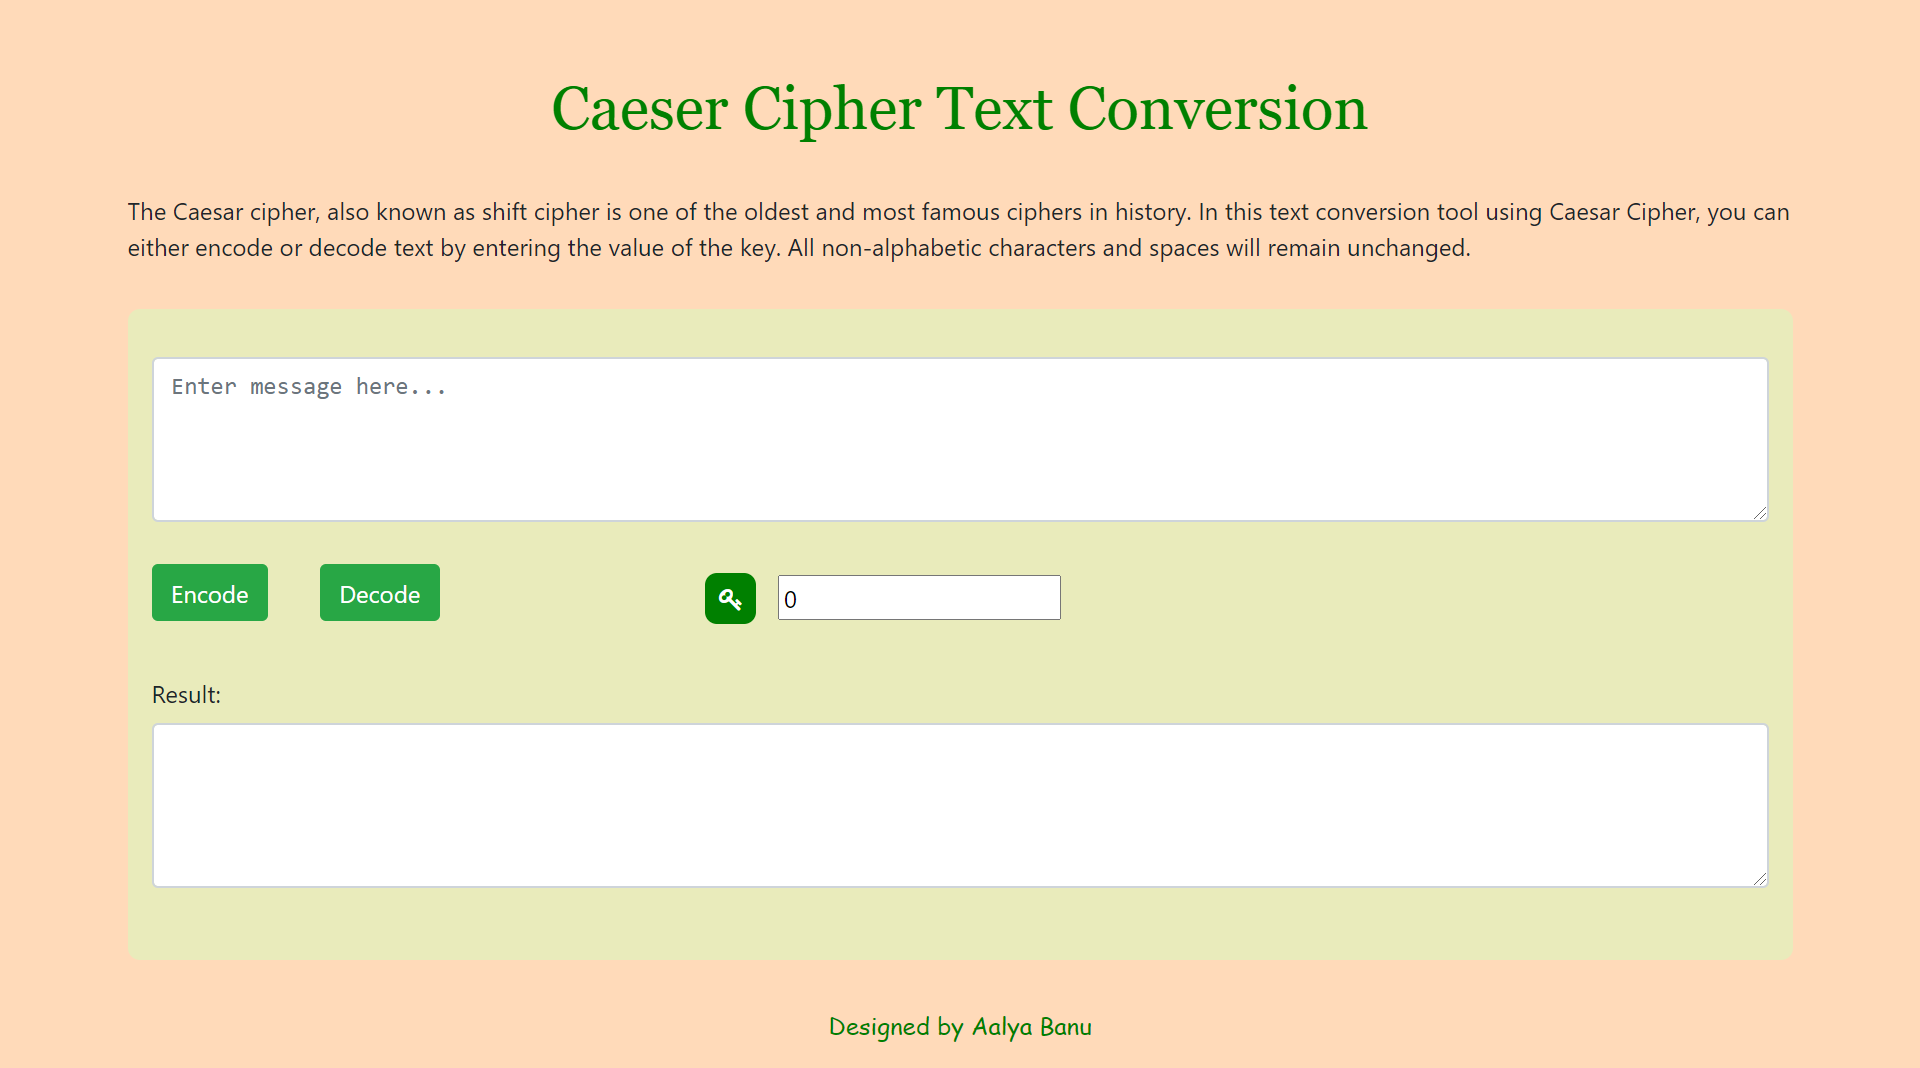 Caeser Cipher Text Conversion
The Caesar cipher, also known as shift cipher is one of the oldest and most famous ciphers in history. In this text conversion tool using Caesar Cipher, you can
either encode or decode text by entering the value of the key. All non-alphabetic characters and spaces will remain unchanged.
Enter message here...
Encode Decode 0
Result:
Designed by Aalya Banu